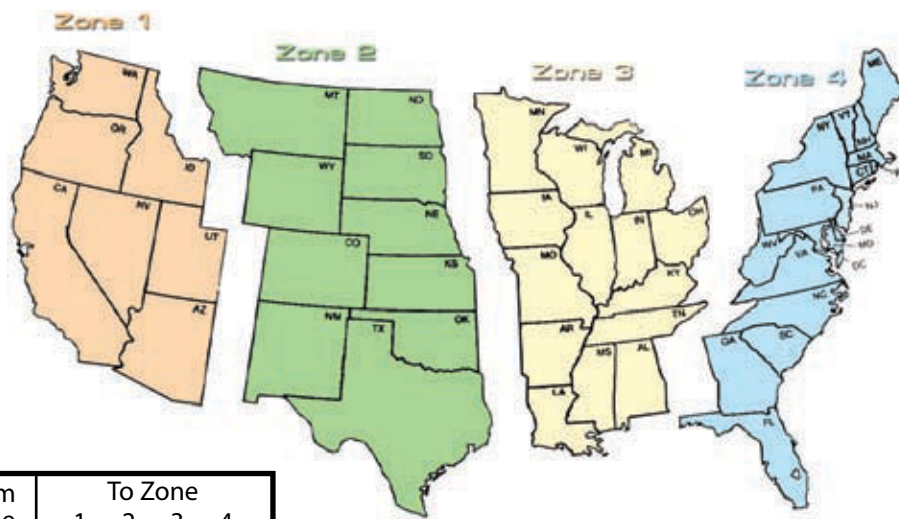 Zone 1
Zone 2
Zone 3
Zone 4
WA
OR
ID
CA
NV
UT
AZ
MT
ND
WY
SD
NE
CO
KS
NM
TX
OK
MN
WI
MI
IA
IL
IN
OH
MO
KY
TN
AR
MS
AL
LA
ME
VT
NH
NY
MA
CT
PA
NJ
DE
MD
DC
WV
VA
NC
SC
GA
FL
To Zone
1 2 3 4